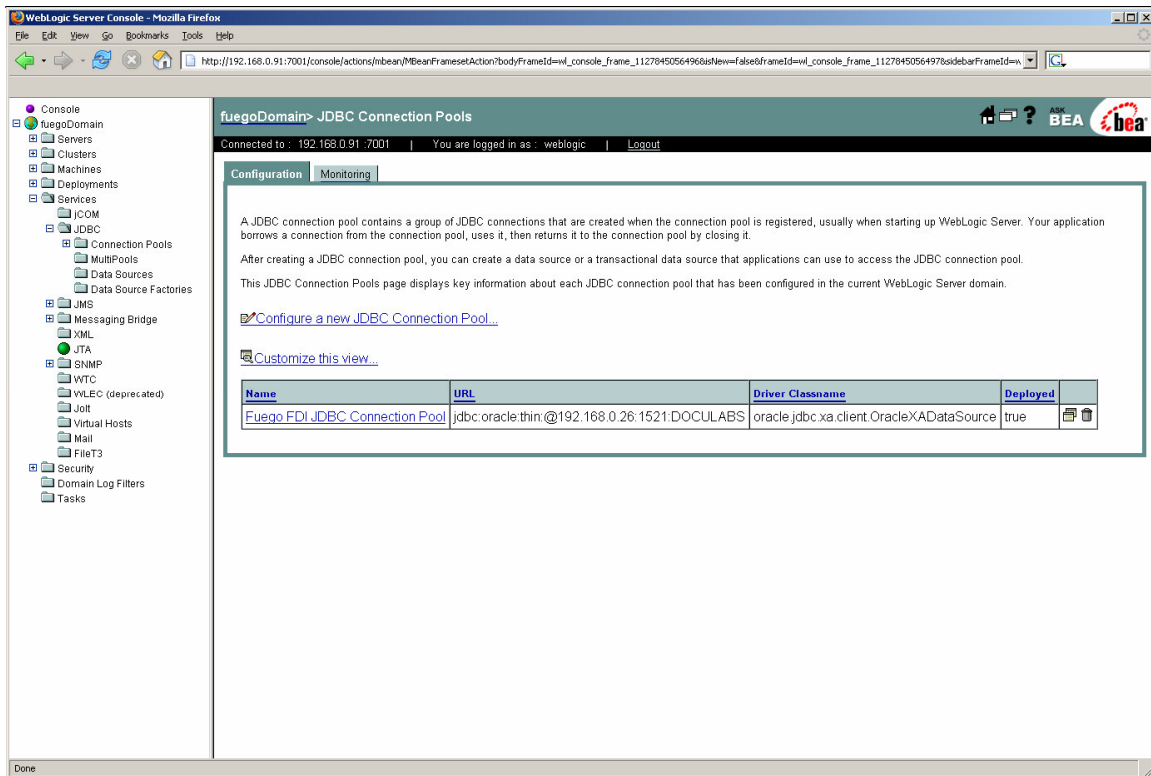 WebLogic Server Console - Mozilla Firefox
File Edit View Go Bookmarks Tools Help
http://192.168.0.91:7001/console/actions/mbean/MBeanFramesetAction?bodyFrameId=wl_console_frame_1127845056496&isNew=false&frameId=wl_console_frame_1127845056497&sidebarFrameId=w
Console
fuegoDomain
Servers
Clusters
Machines
Deployments
Services
jCOM
JDBC
Connection Pools
MultiPools
Data Sources
Data Source Factories
JMS
Messaging Bridge
XML
JTA
SNMP
WTC
WLEC (deprecated)
Jolt
Virtual Hosts
Mail
FileT3
Security
Domain Log Filters
Tasks
fuegoDomain> JDBC Connection Pools
ASK BEA
bea
Connected to : 192.168.0.91 :7001 | You are logged in as : weblogic | Logout
Configuration Monitoring
A JDBC connection pool contains a group of JDBC connections that are created when the connection pool is registered, usually when starting up WebLogic Server. Your application
borrows a connection from the connection pool, uses it, then returns it to the connection pool by closing it.
After creating a JDBC connection pool, you can create a data source or a transactional data source that applications can use to access the JDBC connection pool.
This JDBC Connection Pools page displays key information about each JDBC connection pool that has been configured in the current WebLogic Server domain.
Configure a new JDBC Connection Pool...
Customize this view...
Name URL Driver Classname Deployed
Fuego FDI JDBC Connection Pool jdbc:oracle:thin:@192.168.0.26:1521:DOCULABS oracle.jdbc.xa.client.OracleXADataSource true
Done